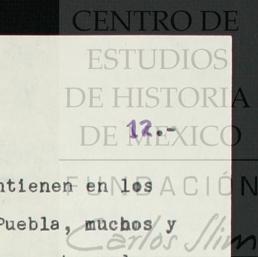 CENTRO DE
ESTUDIOS
DE HISTORIA
DE MEXICO
12.-
FUNDACIÓN
ntienen en los
Puebla, muchos y
Carlos Slim